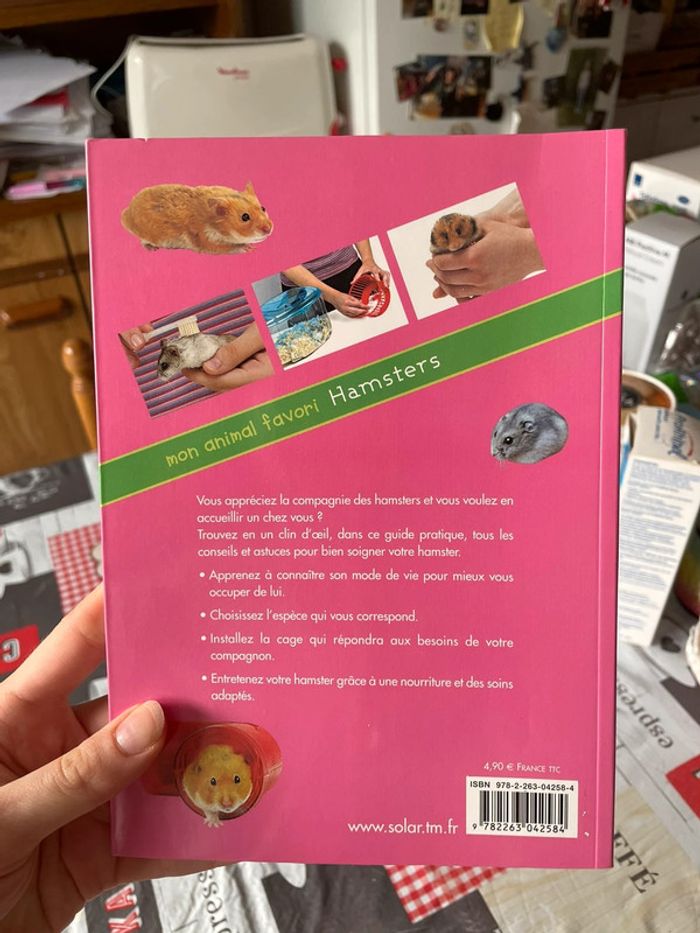 mon animal favori Hamsters
Vous appréciez la compagnie des hamsters et vous voulez en
accueillir un chez vous ?
Trouvez en un clin d'œil, dans ce guide pratique, tous les
conseils et astuces pour bien soigner votre hamster.
• Apprenez à connaître son mode de vie pour mieux vous
occuper de lui.
• Choisissez l'espèce qui vous correspond.
• Installez la cage qui répondra aux besoins de votre
compagnon.
• Entretenez votre hamster grâce à une nourriture et des soins
adaptés.
4,90 € FRANCE TTC
ISBN 978-2-263-04258-4
9 782263 042584
www.solar.tm.fr